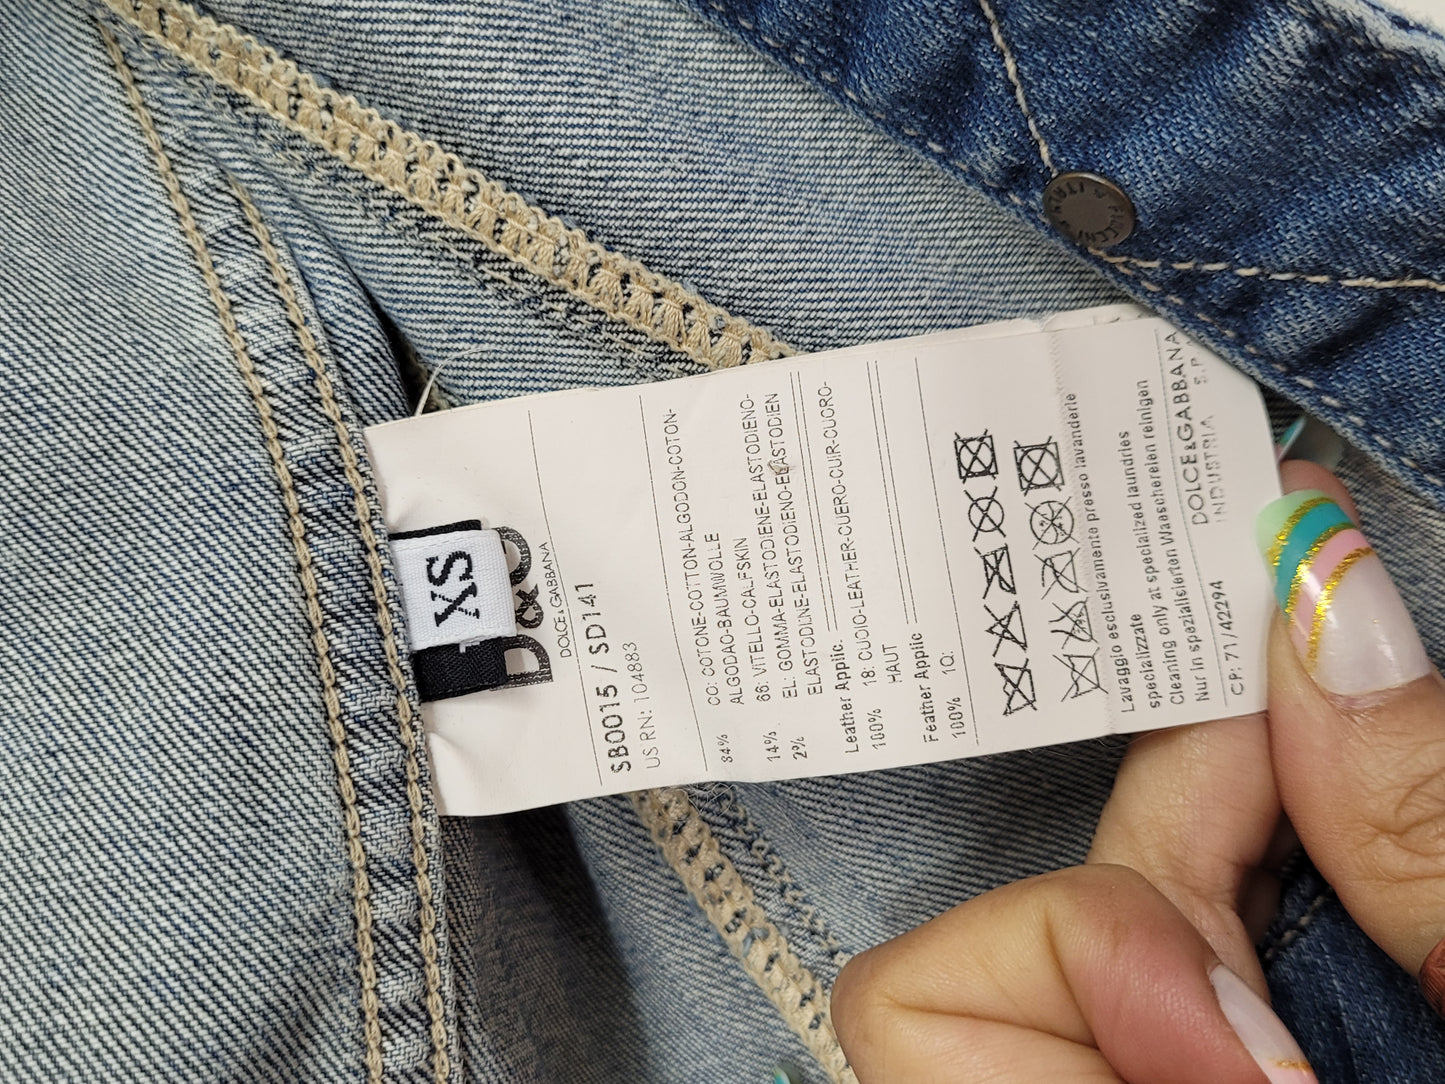 XS
D&G
DOLCE & GABBANA
SB0015 / SD141
US RN: 104883
84% CO: COTONE-COTTON-ALGODON-COTON-
ALGODAO-BAUMWOLLE
14% 66: VITELLO-CALFSKIN
2% EL: GOMMA-ELASTODIENE-ELASTODIENO-
ELASTODINE-ELASTODIENO-ELASTODIEN
Leather Applic.
100% 18: CUOIO-LEATHER-CUERO-CUIR-CUORO-
HAUT
Feather Applic
100% 1Q:
Lavaggio esclusivamente presso lavanderie
specializzate
Cleaning only at specialized laundries
Nur in spezialisierten Waeschereien reinigen
DOLCE & GABBANA
INDUSTRIA S.P.
CP: 71/42294